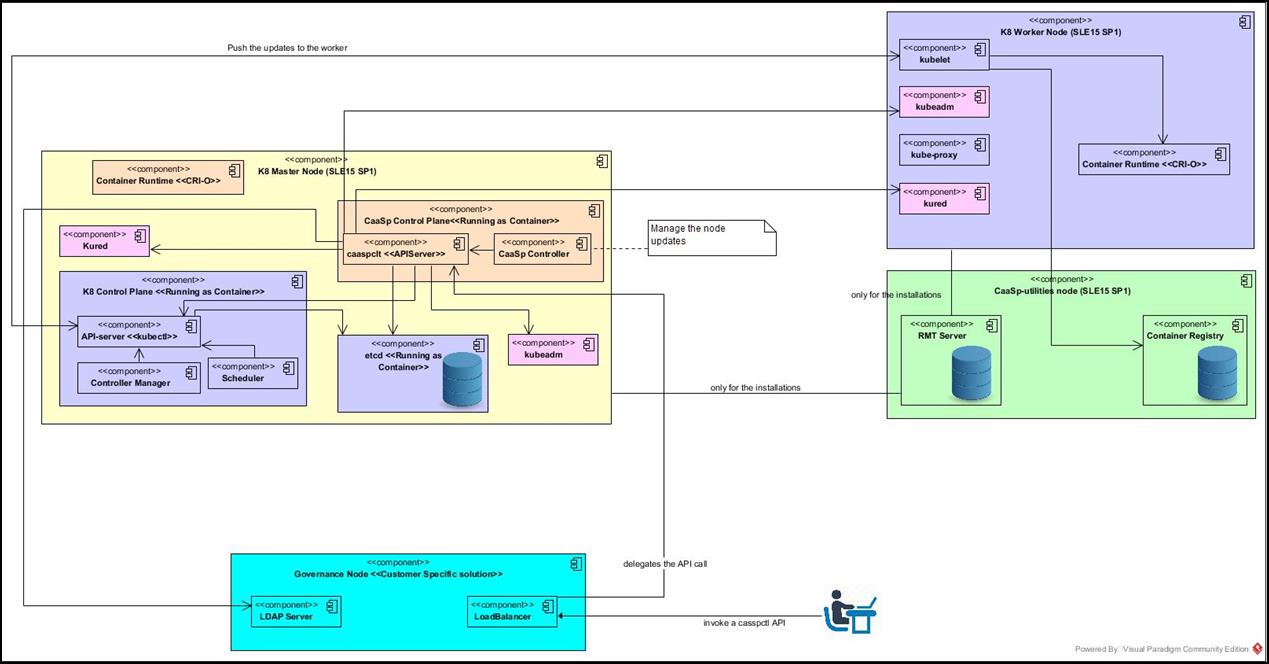 Push the updates to the worker
<<component>>
K8 Worker Node (SLE15 SP1)
<<component>>
kubelet
<<component>>
kubeadm
<<component>>
kube-proxy
<<component>>
Container Runtime <<CRI-O>>
<<component>>
kured
<<component>>
K8 Master Node (SLE15 SP1)
<<component>>
Container Runtime <<CRI-O>>
<<component>>
CaaSp Control Plane<<Running as Container>>
<<component>>
Kured
<<component>>
caaspclt <<APIServer>>
<<component>>
CaaSp Controller
Manage the node
updates
<<component>>
K8 Control Plane <<Running as Container>>
<<component>>
API-server <<kubectl>>
<<component>>
Controller Manager
<<component>>
Scheduler
<<component>>
etcd <<Running as
Container>>
<<component>>
kubeadm
<<component>>
CaaSp-utilities node (SLE15 SP1)
only for the installations
<<component>>
RMT Server
<<component>>
Container Registry
only for the installations
<<component>>
Governance Node <<Customer Specific solution>>
delegates the API call
<<component>>
LDAP Server
<<component>>
LoadBalancer
invoke a casspctl API
Powered By Visual Paradigm Community Edition